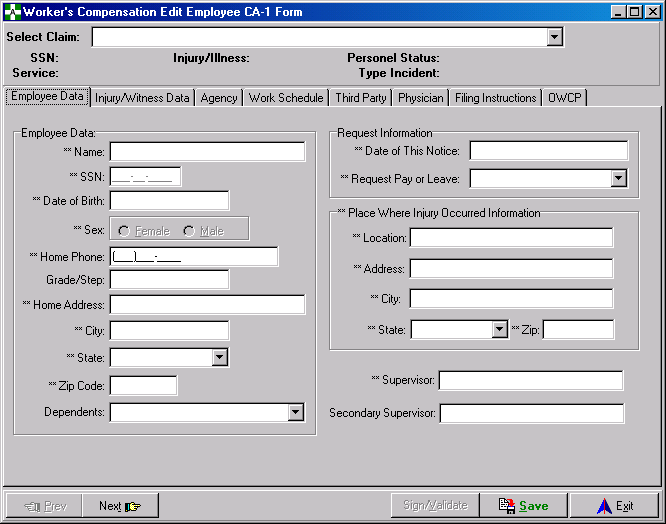 Worker's Compensation Edit Employee CA-1 Form
Select Claim:
SSN: Injury/Illness: Personel Status:
Service: Type Incident:
Employee Data Injury/Witness Data Agency Work Schedule Third Party Physician Filing Instructions OWCP
Employee Data:
** Name:
** SSN: ___-__-____
** Date of Birth:
** Sex: Female Male
** Home Phone: (___)___-____
Grade/Step:
** Home Address:
** City:
** State:
** Zip Code:
Dependents:
Request Information
** Date of This Notice:
** Request Pay or Leave:
** Place Where Injury Occurred Information
** Location:
** Address:
** City:
** State: ** Zip:
** Supervisor:
Secondary Supervisor:
Prev Next Sign/Validate Save Exit